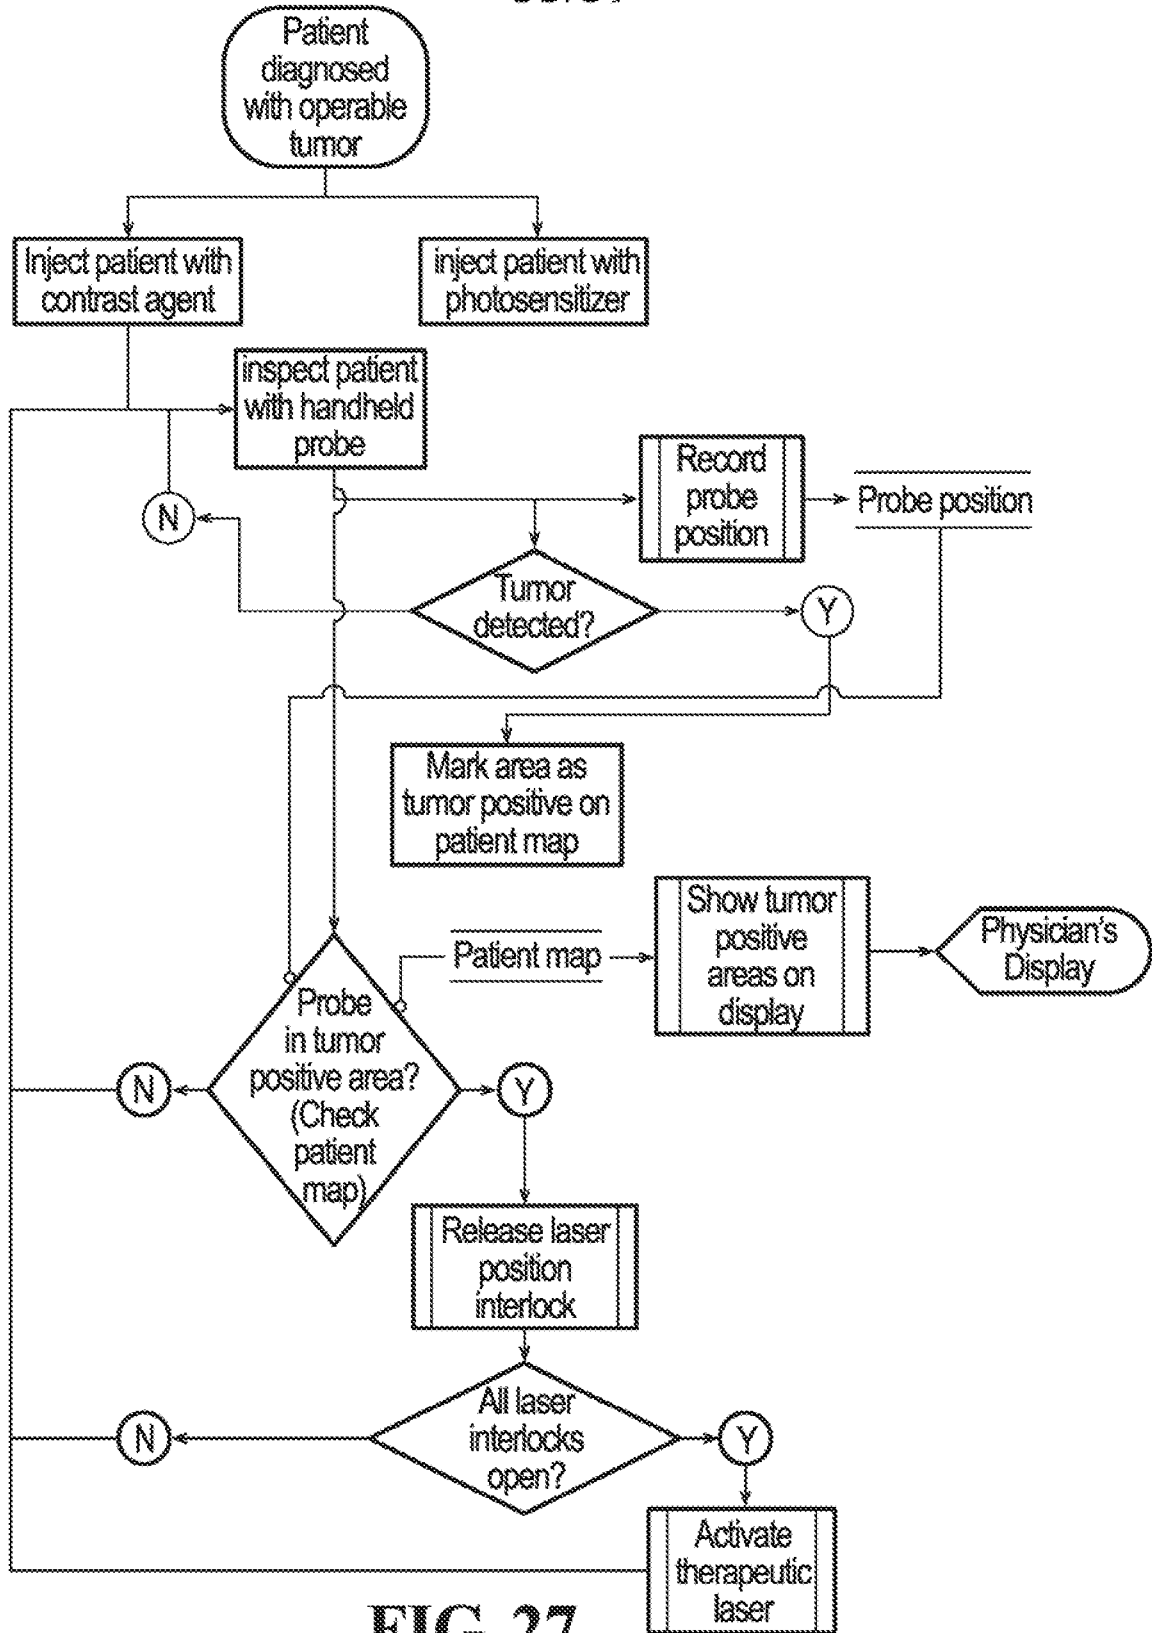 Patient
diagnosed
with operable
tumor
Inject patient with
contrast agent
inject patient with
photosensitizer
inspect patient
with handheld
probe
Record
probe
position
Probe position
N
Tumor
detected?
Y
Mark area as
tumor positive on
patient map
Show tumor
positive
areas on
display
Physician's
Display
Patient map
Probe
in tumor
positive area?
(Check
patient
map)
N
Y
Release laser
position
interlock
All laser
interlocks
open?
N
Y
Activate
therapeutic
laser
FIG. 27